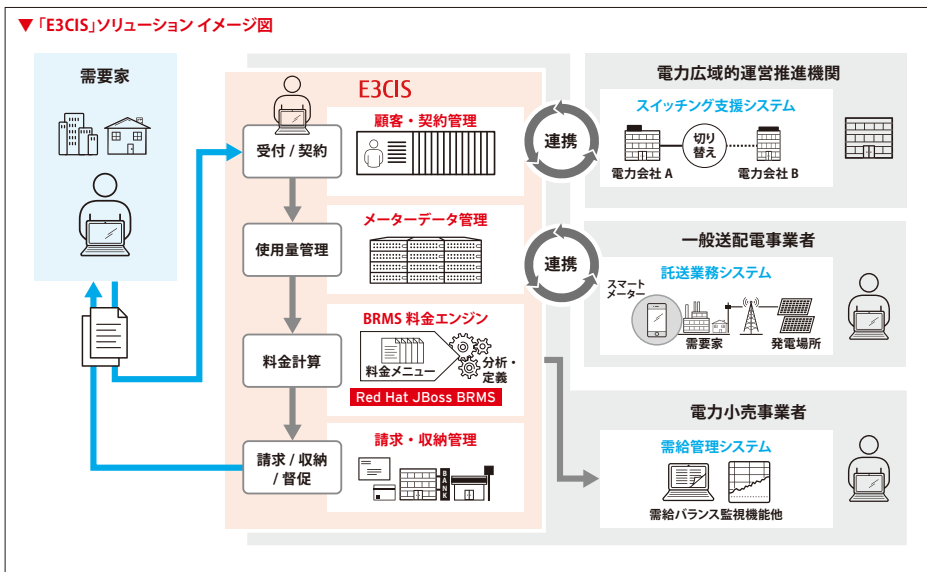 ▼「E3CIS」ソリューション イメージ図
需要家
E3CIS
受付 / 契約
顧客・契約管理
使用量管理
メーターデータ管理
料金計算
BRMS 料金エンジン
料金メニュー
分析・
定義
Red Hat JBoss BRMS
請求 / 収納
/ 督促
請求・収納管理
BANK
連携
連携
電力広域的運営推進機関
スイッチング支援システム
切り
替え
電力会社 A
電力会社 B
一般送配電事業者
託送業務システム
スマート
メーター
需要家
発電場所
電力小売事業者
需給管理システム
需給バランス監視機能他